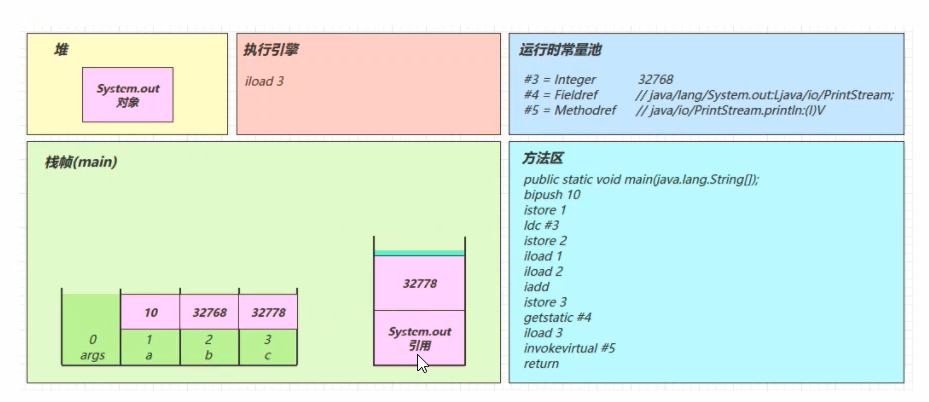 堆
System.out
对象
执行引擎
iload 3
运行时常量池
#3 = Integer 32768
#4 = Fieldref // java/lang/System.out:Ljava/io/PrintStream;
#5 = Methodref // java/io/PrintStream.println:(I)V
栈帧(main)
32778
System.out
引用
10 32768 32778
0 1 2 3
args a b c
方法区
public static void main(java.lang.String[]);
bipush 10
istore 1
ldc #3
istore 2
iload 1
iload 2
iadd
istore 3
getstatic #4
iload 3
invokevirtual #5
return